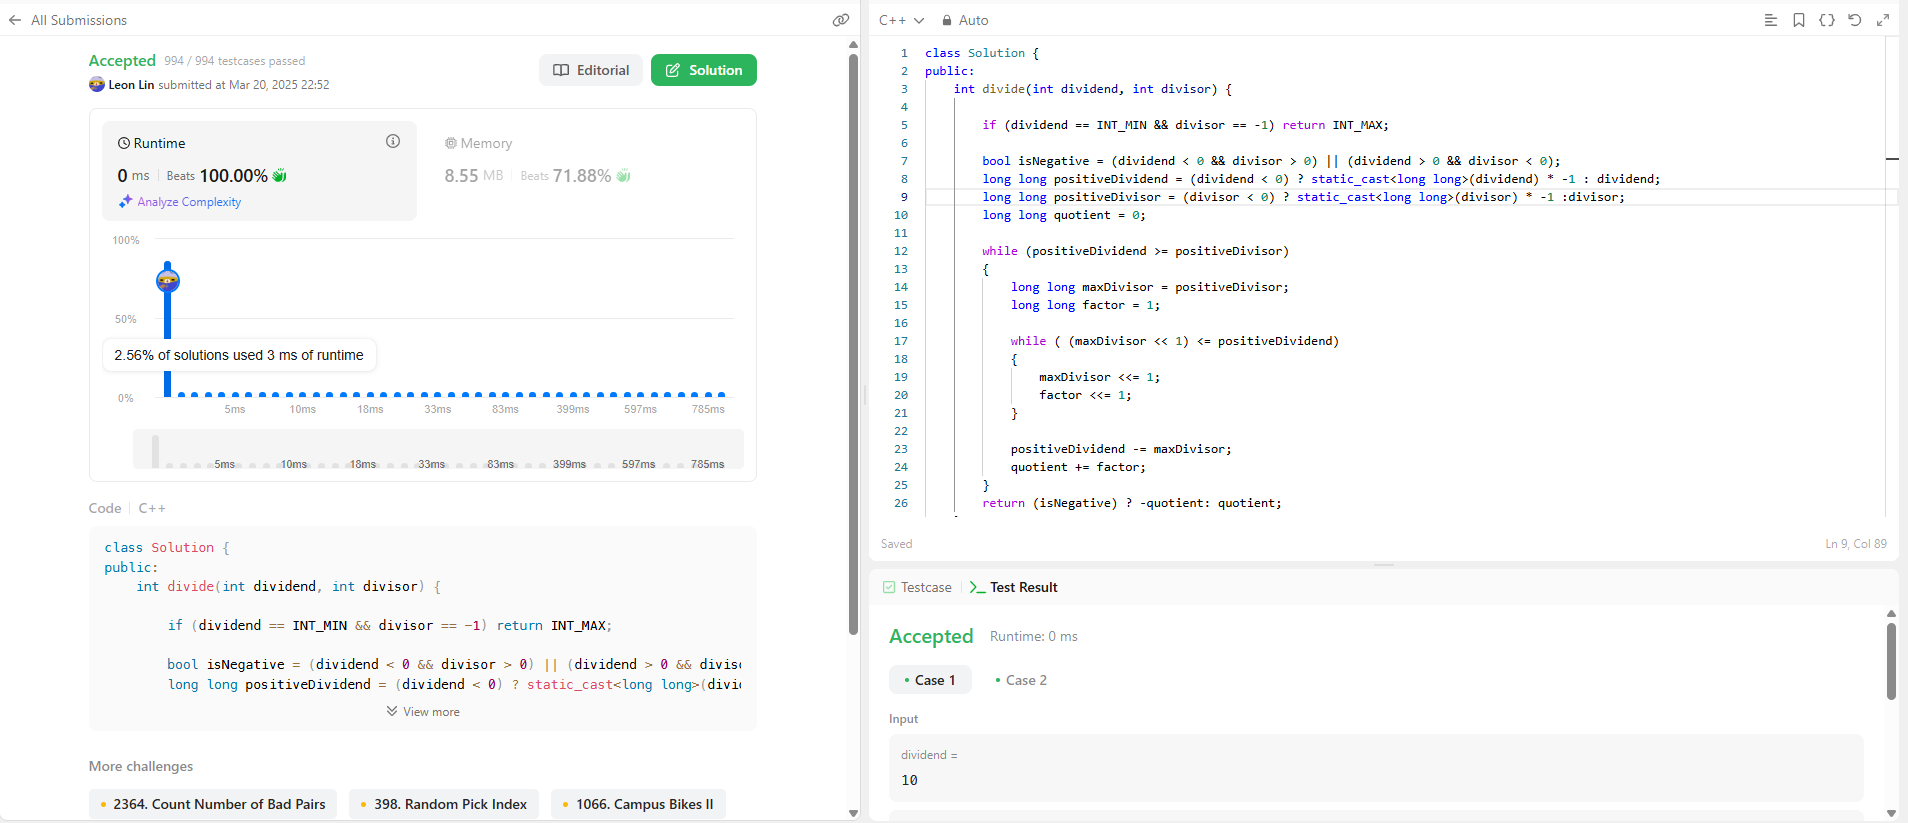 All Submissions
Accepted 994 / 994 testcases passed
Leon Lin submitted at Mar 20, 2025 22:52
Editorial
Solution
Runtime
0 ms Beats 100.00%
Analyze Complexity
Memory
8.55 MB Beats 71.88%
100%
50%
2.56% of solutions used 3 ms of runtime
0%
5ms 10ms 18ms 33ms 83ms 399ms 597ms 785ms
5ms 10ms 18ms 33ms 83ms 399ms 597ms 785ms
Code C++
class Solution {
public:
    int divide(int dividend, int divisor) {
        if (dividend == INT_MIN && divisor == -1) return INT_MAX;
        bool isNegative = (dividend < 0 && divisor > 0) || (dividend > 0 && diviso
        long long positiveDividend = (dividend < 0) ? static_cast<long long>(divid
View more
More challenges
2364. Count Number of Bad Pairs
398. Random Pick Index
1066. Campus Bikes II
C++ Auto
1 class Solution {
2 public:
3     int divide(int dividend, int divisor) {
4
5         if (dividend == INT_MIN && divisor == -1) return INT_MAX;
6
7         bool isNegative = (dividend < 0 && divisor > 0) || (dividend > 0 && divisor < 0);
8         long long positiveDividend = (dividend < 0) ? static_cast<long long>(dividend) * -1 : dividend;
9         long long positiveDivisor = (divisor < 0) ? static_cast<long long>(divisor) * -1 :divisor;
10         long long quotient = 0;
11
12         while (positiveDividend >= positiveDivisor)
13         {
14             long long maxDivisor = positiveDivisor;
15             long long factor = 1;
16
17             while ( (maxDivisor << 1) <= positiveDividend)
18             {
19                 maxDivisor <<= 1;
20                 factor <<= 1;
21             }
22
23             positiveDividend -= maxDivisor;
24             quotient += factor;
25         }
26         return (isNegative) ? -quotient: quotient;
Saved
Ln 9, Col 89
Testcase
Test Result
Accepted Runtime: 0 ms
Case 1
Case 2
Input
dividend =
10